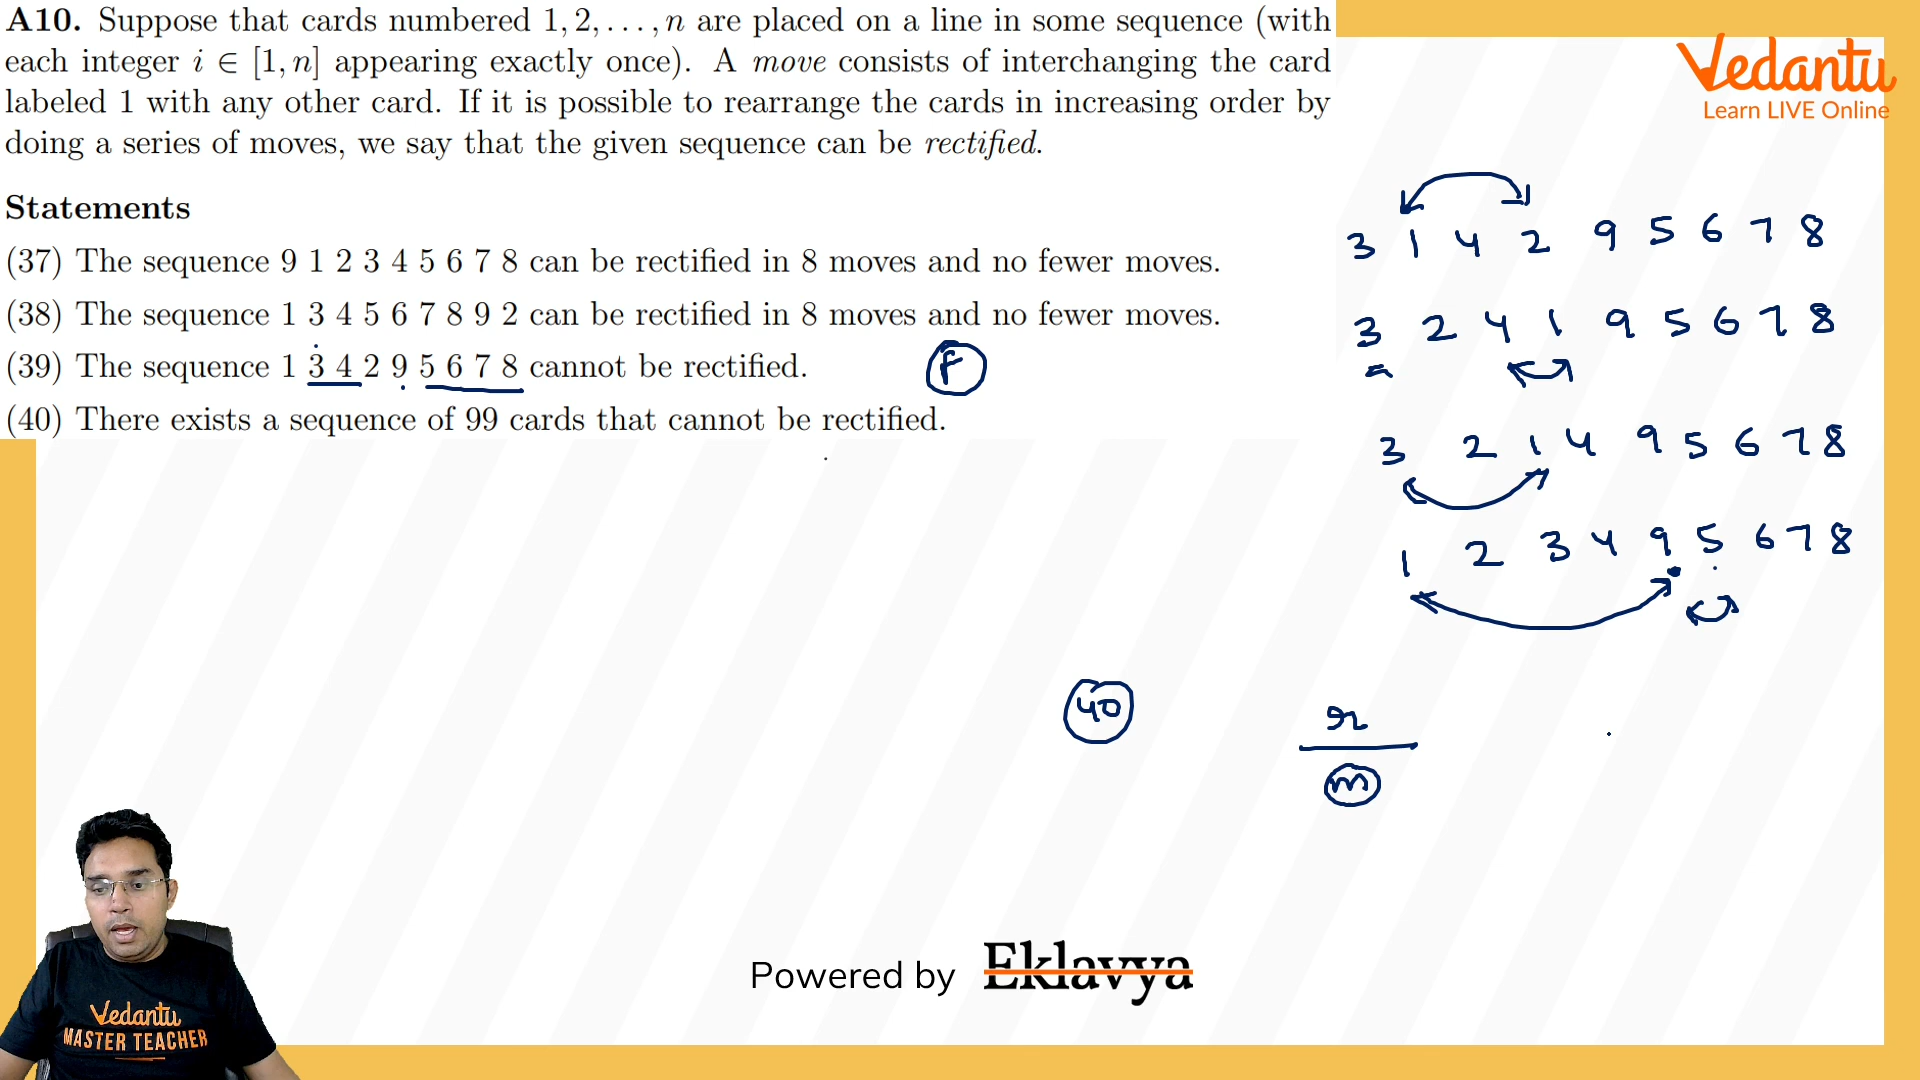 A10. Suppose that cards numbered 1, 2, . . . , n are placed on a line in some sequence (with
each integer i ∈ [1, n] appearing exactly once). A move consists of interchanging the card
labeled 1 with any other card. If it is possible to rearrange the cards in increasing order by
doing a series of moves, we say that the given sequence can be rectified.
Statements
(37) The sequence 9 1 2 3 4 5 6 7 8 can be rectified in 8 moves and no fewer moves.
(38) The sequence 1 3 4 5 6 7 8 9 2 can be rectified in 8 moves and no fewer moves.
(39) The sequence 1 3 4 2 9 5 6 7 8 cannot be rectified.
F
(40) There exists a sequence of 99 cards that cannot be rectified.
Vedantu
Learn LIVE Online
3 1 4 2 9 5 6 7 8
3 2 4 1 9 5 6 7 8
3 2 1 4 9 5 6 7 8
1 2 3 4 9 5 6 7 8
40
n
m
Vedantu
MASTER TEACHER
Powered by Eklavya